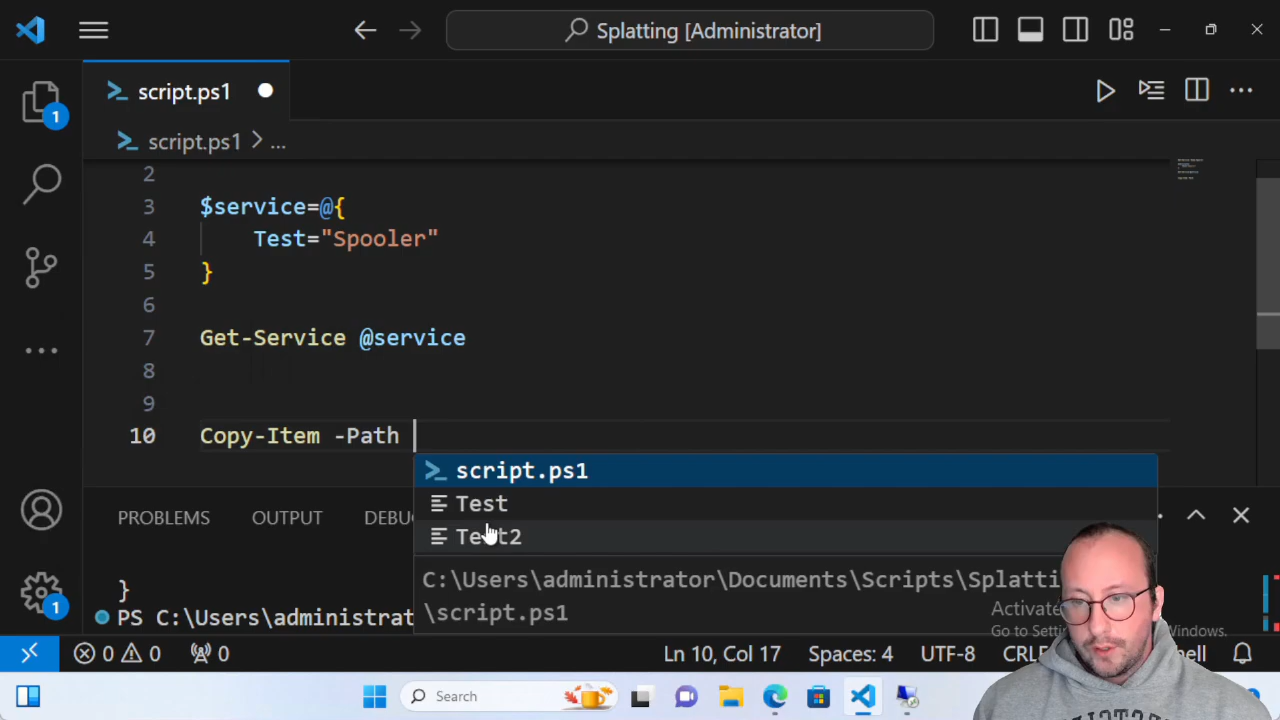 Splatting [Administrator]
script.ps1
script.ps1 > ...
2
3 $service=@{
4 Test="Spooler"
5 }
6
7 Get-Service @service
8
9
10 Copy-Item -Path
script.ps1
Test
Test2
C:\Users\administrator\Documents\Scripts\Splatti
\script.ps1
PROBLEMS OUTPUT DEBU
}
PS C:\Users\administrat
Activate
Go to Setti Windows.
1
1
0 0 0 Ln 10, Col 17 Spaces: 4 UTF-8 CRL ell
Search